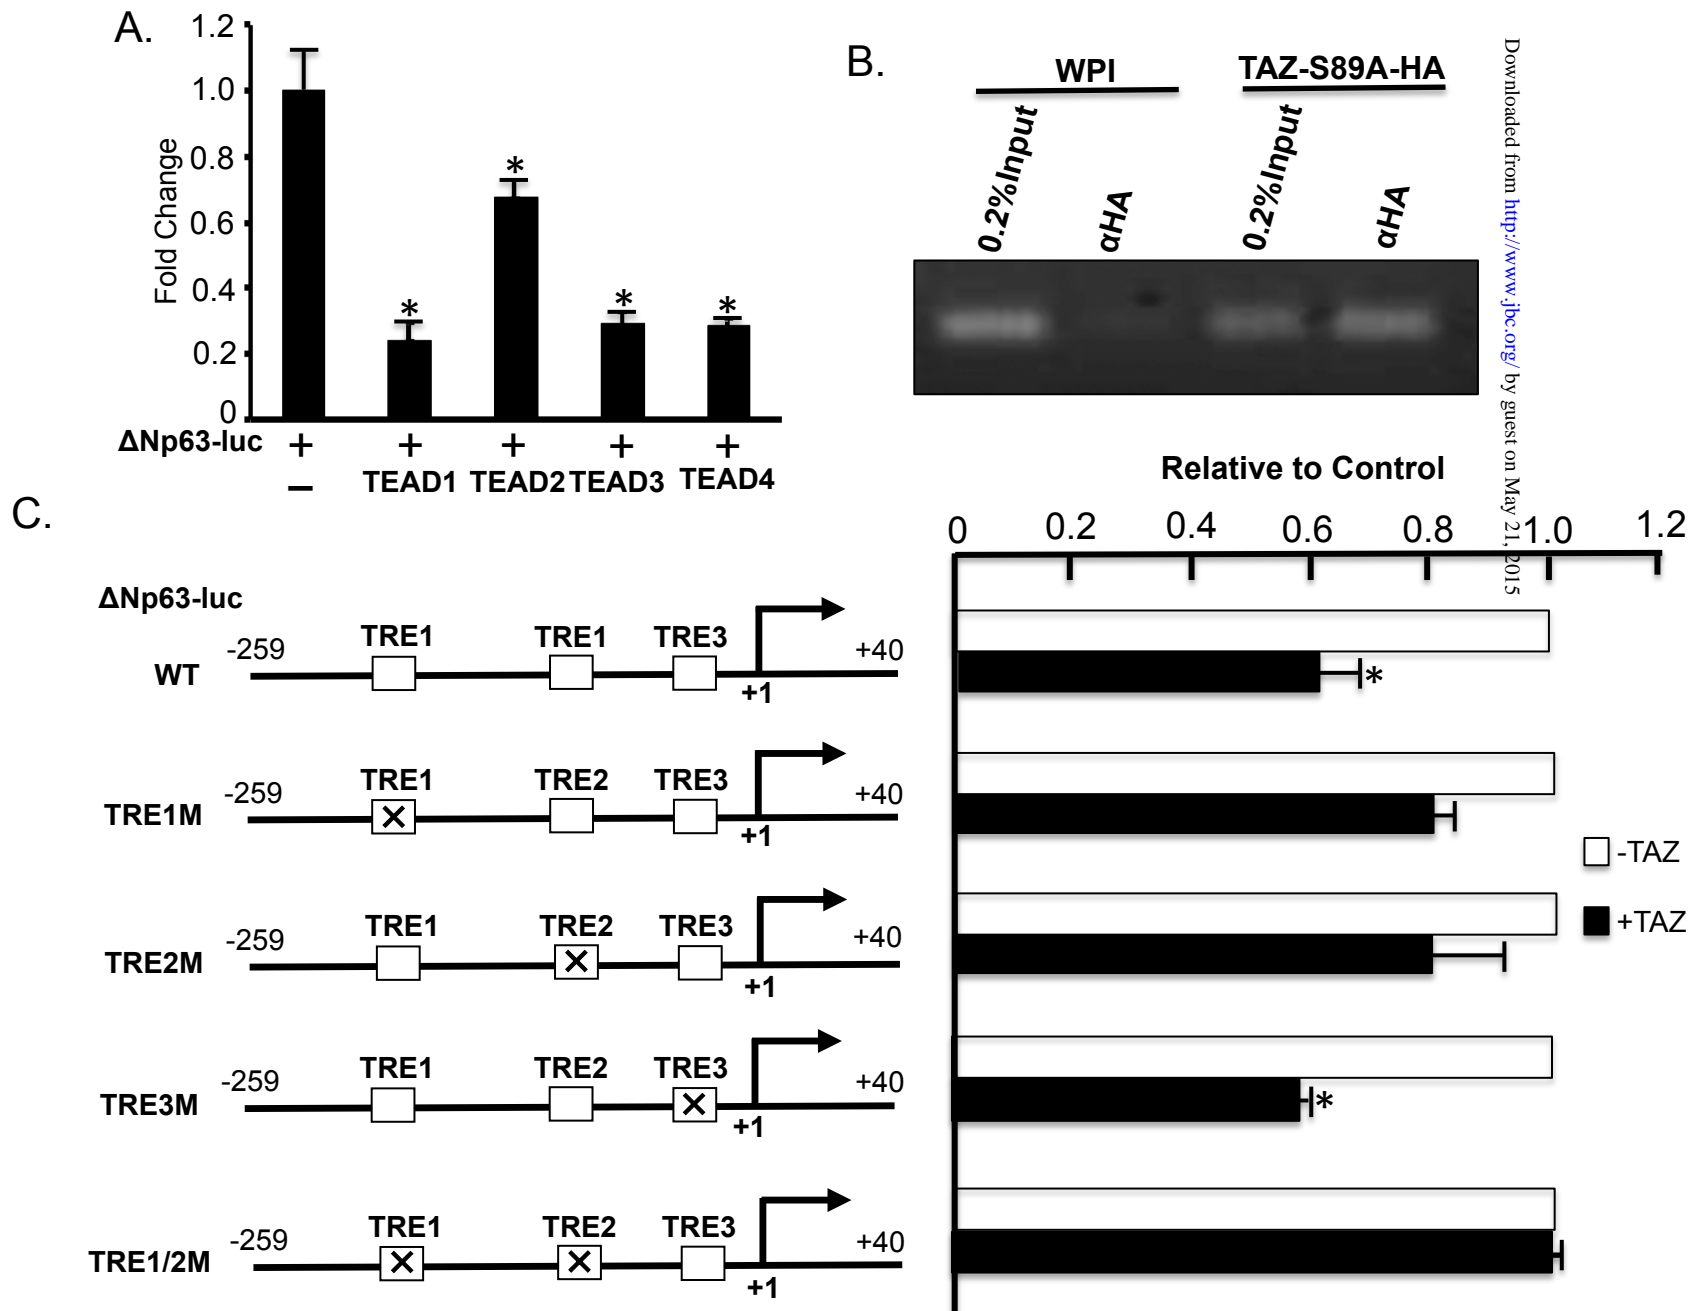 A.
1.2
1.0
0.8
0.6
0.4
0.2
0
Fold Change
*
*
*
*
ΔNp63-luc + + + + +
– TEAD1 TEAD2 TEAD3 TEAD4
B.
WPI TAZ-S89A-HA
0.2%Input αHA 0.2%Input αHA
Downloaded from http://www.jbc.org/ by guest on May 21, 2015
C.
Relative to Control
0 0.2 0.4 0.6 0.8 1.0 1.2
ΔNp63-luc
WT -259 TRE1 TRE1 TRE3 +1 +40
*
TRE1M -259 TRE1 TRE2 TRE3 +1 +40
TRE2M -259 TRE1 TRE2 TRE3 +1 +40
TRE3M -259 TRE1 TRE2 TRE3 +1 +40
*
TRE1/2M -259 TRE1 TRE2 TRE3 +1 +40
-TAZ
+TAZ